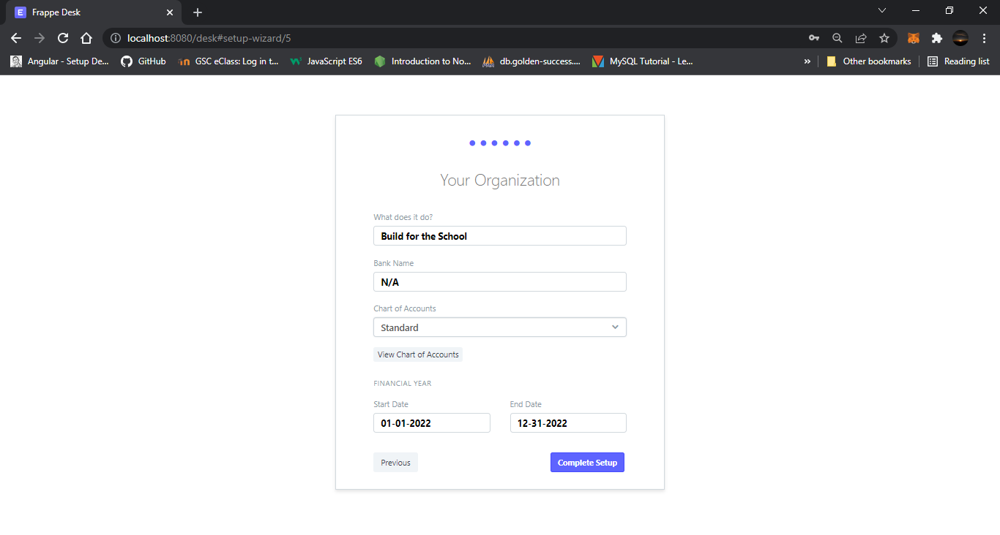 E Frappe Desk
localhost:8080/desk#setup-wizard/5
Angular - Setup De... GitHub GSC eClass: Log in t... JavaScript ES6 Introduction to No... db.golden-success.... MySQL Tutorial - Le... » Other bookmarks Reading list
Your Organization
What does it do?
Build for the School
Bank Name
N/A
Chart of Accounts
Standard
View Chart of Accounts
FINANCIAL YEAR
Start Date End Date
01-01-2022 12-31-2022
Previous Complete Setup